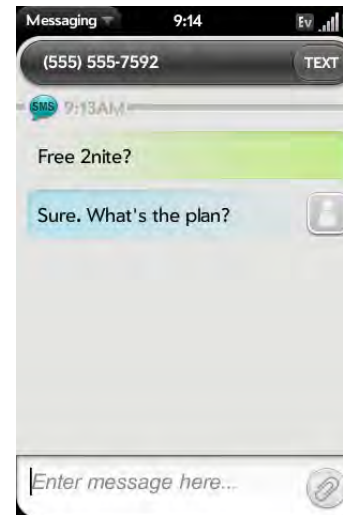 Messaging 9:14 Ev
(555) 555-7592 TEXT
SMS 9:13AM
Free 2nite?
Sure. What's the plan?
Enter message here...